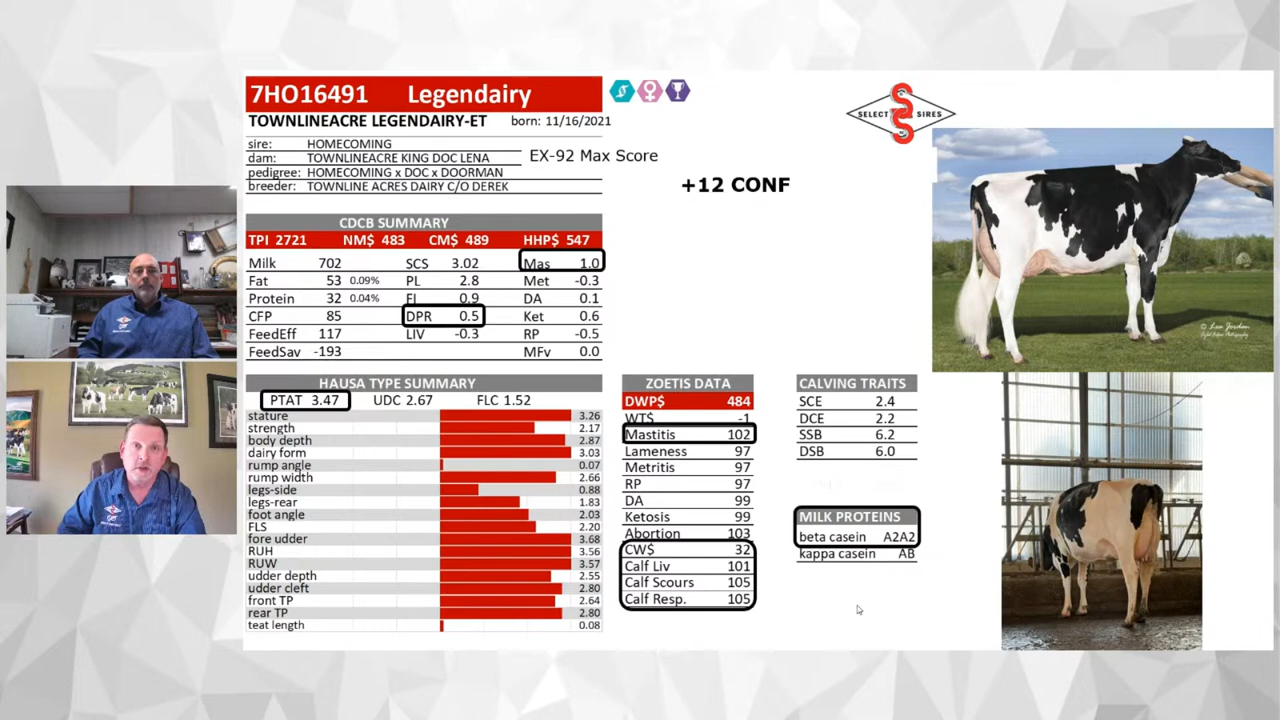 7HO16491 Legendairy
TOWNLINEACRE LEGENDAIRY-ET born: 11/16/2021
sire: HOMECOMING
dam: TOWNLINEACRE KING DOC LENA EX-92 Max Score
pedigree: HOMECOMING x DOC x DOORMAN
breeder: TOWNLINE ACRES DAIRY C/O DEREK
+12 CONF
SELECT SIRES
CDCB SUMMARY
TPI 2721 NM$ 483 CM$ 489 HHP$ 547
Milk 702 SCS 3.02 Mas 1.0
Fat 53 0.09% PL 2.8 Met -0.3
Protein 32 0.04% FI 0.9 DA 0.1
CFP 85 DPR 0.5 Ket 0.6
FeedEff 117 LIV -0.3 RP -0.5
FeedSav -193 MFv 0.0
HAUSA TYPE SUMMARY
PTAT 3.47 UDC 2.67 FLC 1.52
stature 3.26
strength 2.17
body depth 2.87
dairy form 3.03
rump angle 0.07
rump width 2.66
legs-side 0.88
legs-rear 1.83
foot angle 2.03
FLS 2.20
fore udder 3.68
RUH 3.56
RUW 3.57
udder depth 2.55
udder cleft 2.80
front TP 2.64
rear TP 2.80
teat length 0.08
ZOETIS DATA
DWP$ 484
WT$ -1
Mastitis 102
Lameness 97
Metritis 97
RP 97
DA 99
Ketosis 99
Abortion 103
CW$ 32
Calf Liv 101
Calf Scours 105
Calf Resp. 105
CALVING TRAITS
SCE 2.4
DCE 2.2
SSB 6.2
DSB 6.0
MILK PROTEINS
beta casein A2A2
kappa casein AB